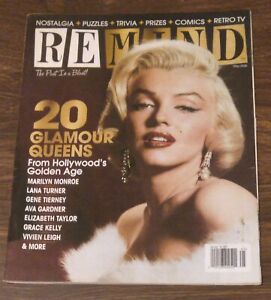 NOSTALGIA + PUZZLES + TRIVIA + PRIZES + COMICS + RETRO TV
REMIND
The Past Is a Blast!
20
GLAMOUR
QUEENS
From Hollywood's
Golden Age
MARILYN MONROE
LANA TURNER
GENE TIERNEY
AVA GARDNER
ELIZABETH TAYLOR
GRACE KELLY
VIVIEN LEIGH
& MORE